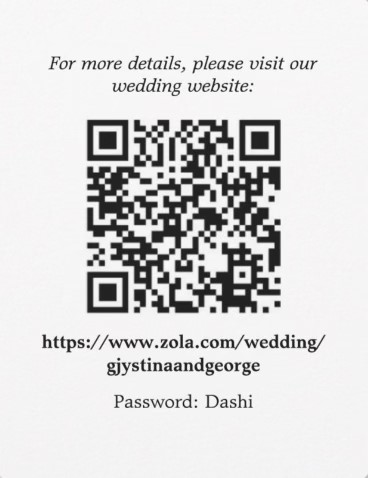 For more details, please visit our
wedding website:
https://www.zola.com/wedding/
gjystinaandgeorge
Password: Dashi